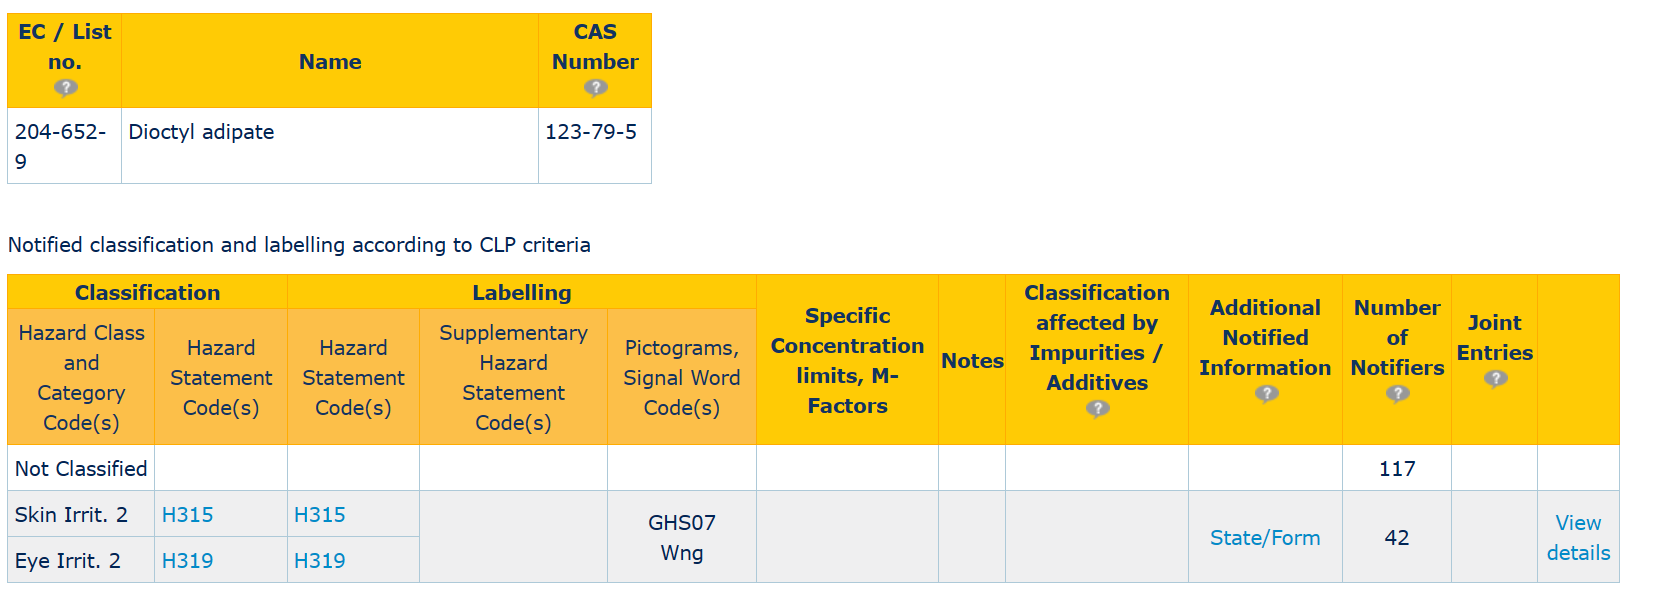 EC / List
no.
Name
CAS
Number
204-652-
9
Dioctyl adipate
123-79-5
Notified classification and labelling according to CLP criteria
Classification
Labelling
Specific
Concentration
limits, M-
Factors
Notes
Classification
affected by
Impurities /
Additives
Additional
Notified
Information
Number
of
Notifiers
Joint
Entries
Hazard Class
and
Category
Code(s)
Hazard
Statement
Code(s)
Hazard
Statement
Code(s)
Supplementary
Hazard
Statement
Code(s)
Pictograms,
Signal Word
Code(s)
Not Classified
117
Skin Irrit. 2
H315
H315
GHS07
Wng
State/Form
42
View
details
Eye Irrit. 2
H319
H319